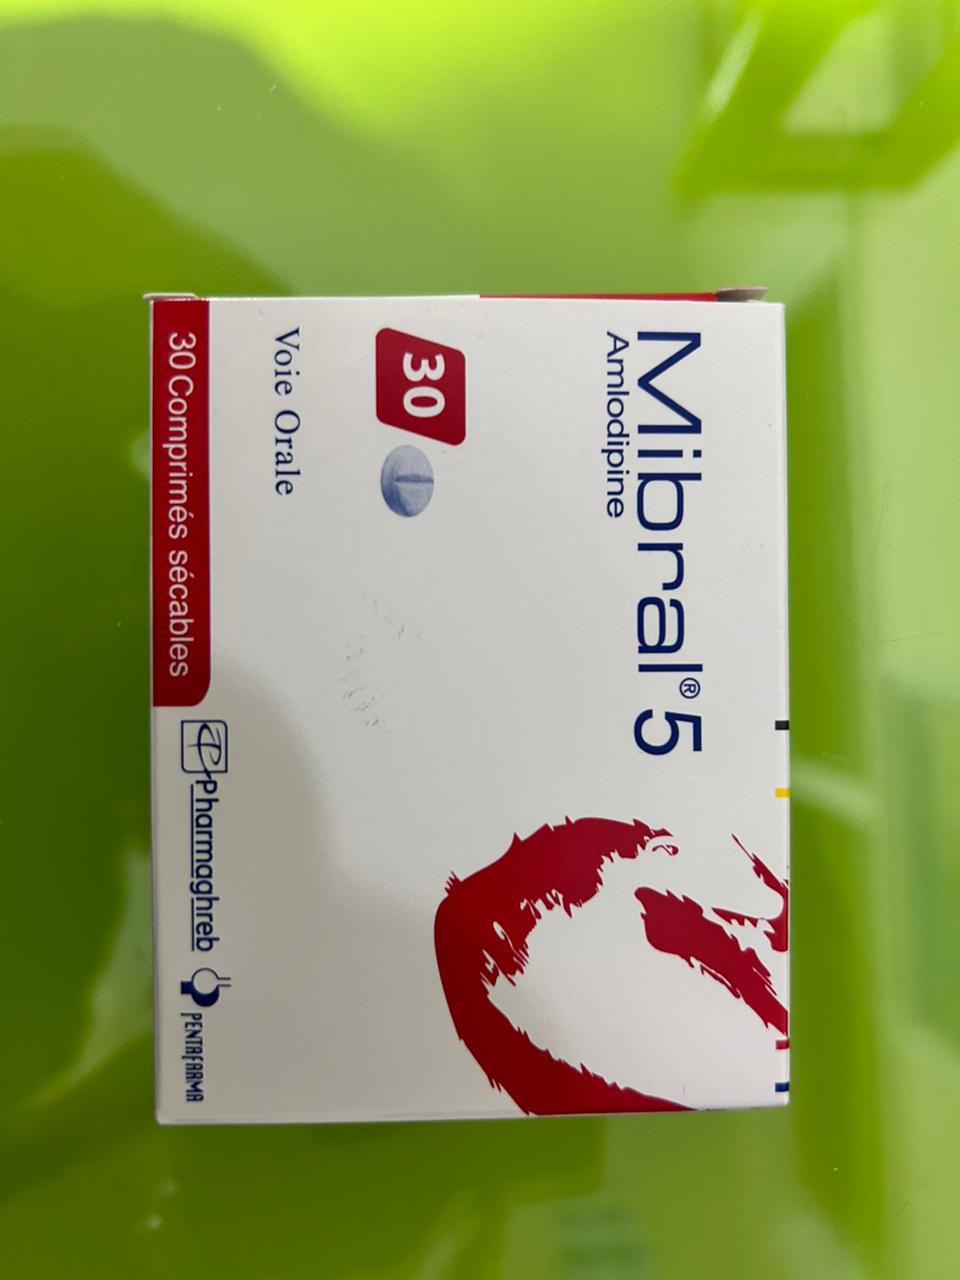 Mibral® 5
Amlodipine
30
Voie Orale
30 Comprimés sécables
Pharmaghreb
PENTAFARMA